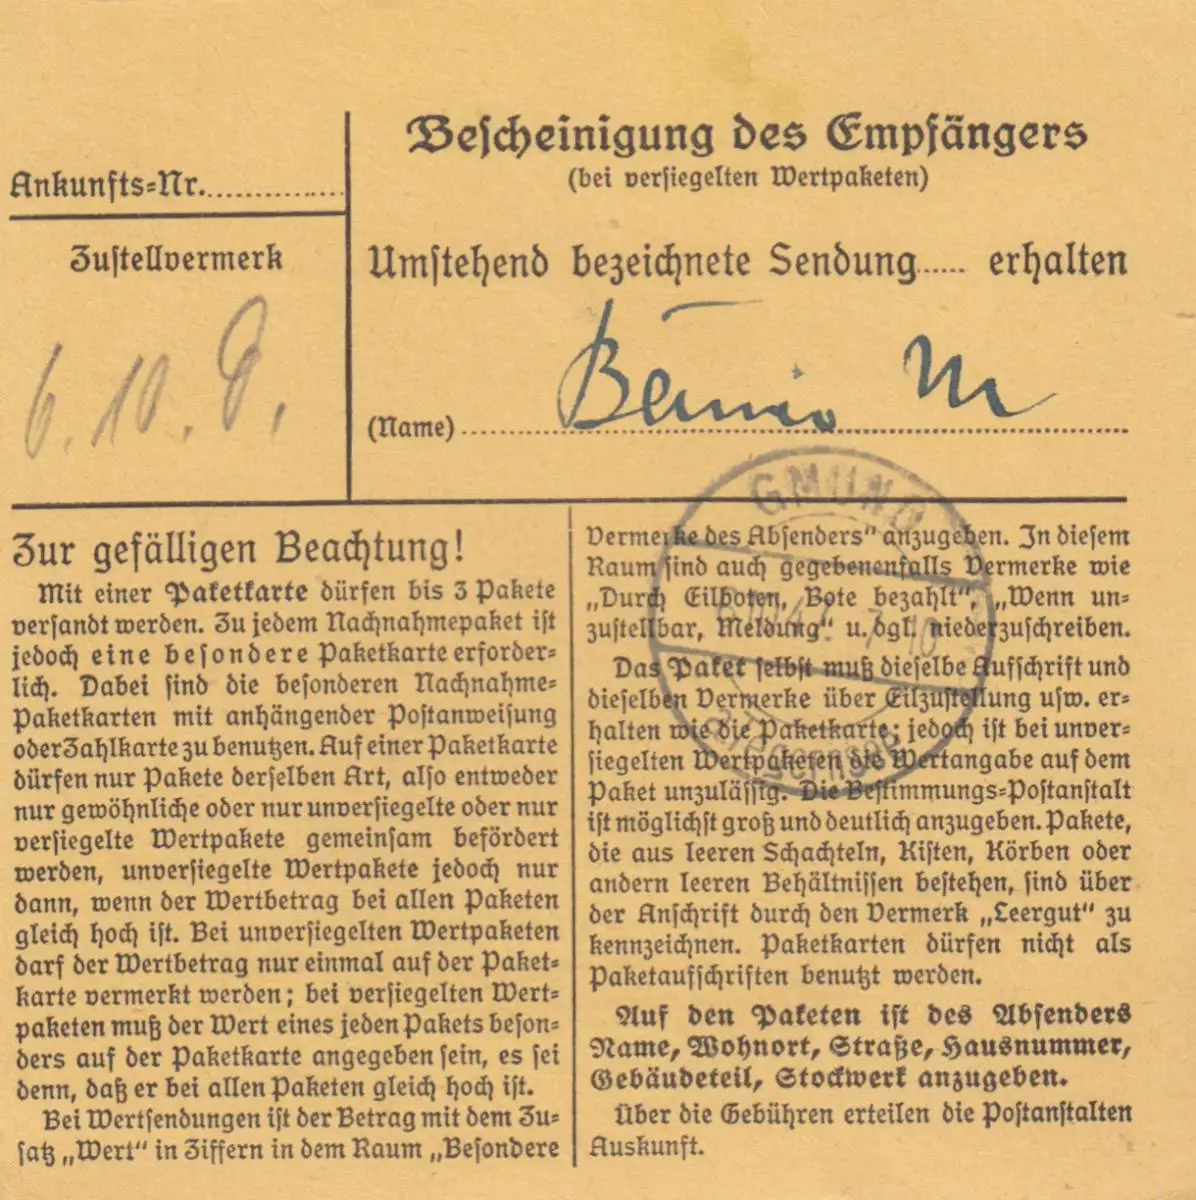 Bescheinigung des Empfängers
(bei versiegelten Wertpaketen)
Ankunfts=Nr...............
Zustellvermerk
Umstehend bezeichnete Sendung...... erhalten
6. 10.
(Name)
GMUND
Zur gefälligen Beachtung!
Mit einer Paketkarte dürfen bis 3 Pakete
versandt werden. Zu jedem Nachnahmepaket ist
jedoch eine besondere Paketkarte erforder=
lich. Dabei sind die besonderen Nachnahme=
Paketkarten mit anhängender Postanweisung
oder Zahlkarte zu benutzen. Auf einer Paketkarte
dürfen nur Pakete derselben Art, also entweder
nur gewöhnliche oder nur unversiegelte oder nur
versiegelte Wertpakete gemeinsam befördert
werden, unversiegelte Wertpakete jedoch nur
dann, wenn der Wertbetrag bei allen Paketen
gleich hoch ist. Bei unversiegelten Wertpaketen
darf der Wertbetrag nur einmal auf der Paket=
karte vermerkt werden; bei versiegelten Wert=
paketen muß der Wert eines jeden Pakets beson=
ders auf der Paketkarte angegeben sein, es sei
denn, daß er bei allen Paketen gleich hoch ist.
Bei Wertsendungen ist der Betrag mit dem Zu=
satz „Wert“ in Ziffern in dem Raum „Besondere
Vermerke des Absenders“ anzugeben. In diesem
Raum sind auch gegebenenfalls Vermerke wie
„Durch Eilboten, Bote bezahlt“, „Wenn un=
zustellbar, Meldung“ u. dgl. niederzuschreiben.
Das Paket selbst muß dieselbe Aufschrift und
dieselben Vermerke über Eilzustellung usw. er=
halten wie die Paketkarte; jedoch ist bei unver=
siegelten Wertpaketen die Wertangabe auf dem
Paket unzulässig. Die Bestimmungs=Postanstalt
ist möglichst groß und deutlich anzugeben. Pakete,
die aus leeren Schachteln, Kisten, Körben oder
andern leeren Behältnissen bestehen, sind über
der Anschrift durch den Vermerk „Leergut“ zu
kennzeichnen. Paketkarten dürfen nicht als
Paketaufschriften benutzt werden.
Auf den Paketen ist des Absenders
Name, Wohnort, Straße, Hausnummer,
Gebäudeteil, Stockwerk anzugeben.
Über die Gebühren erteilen die Postanstalten
Auskunft.